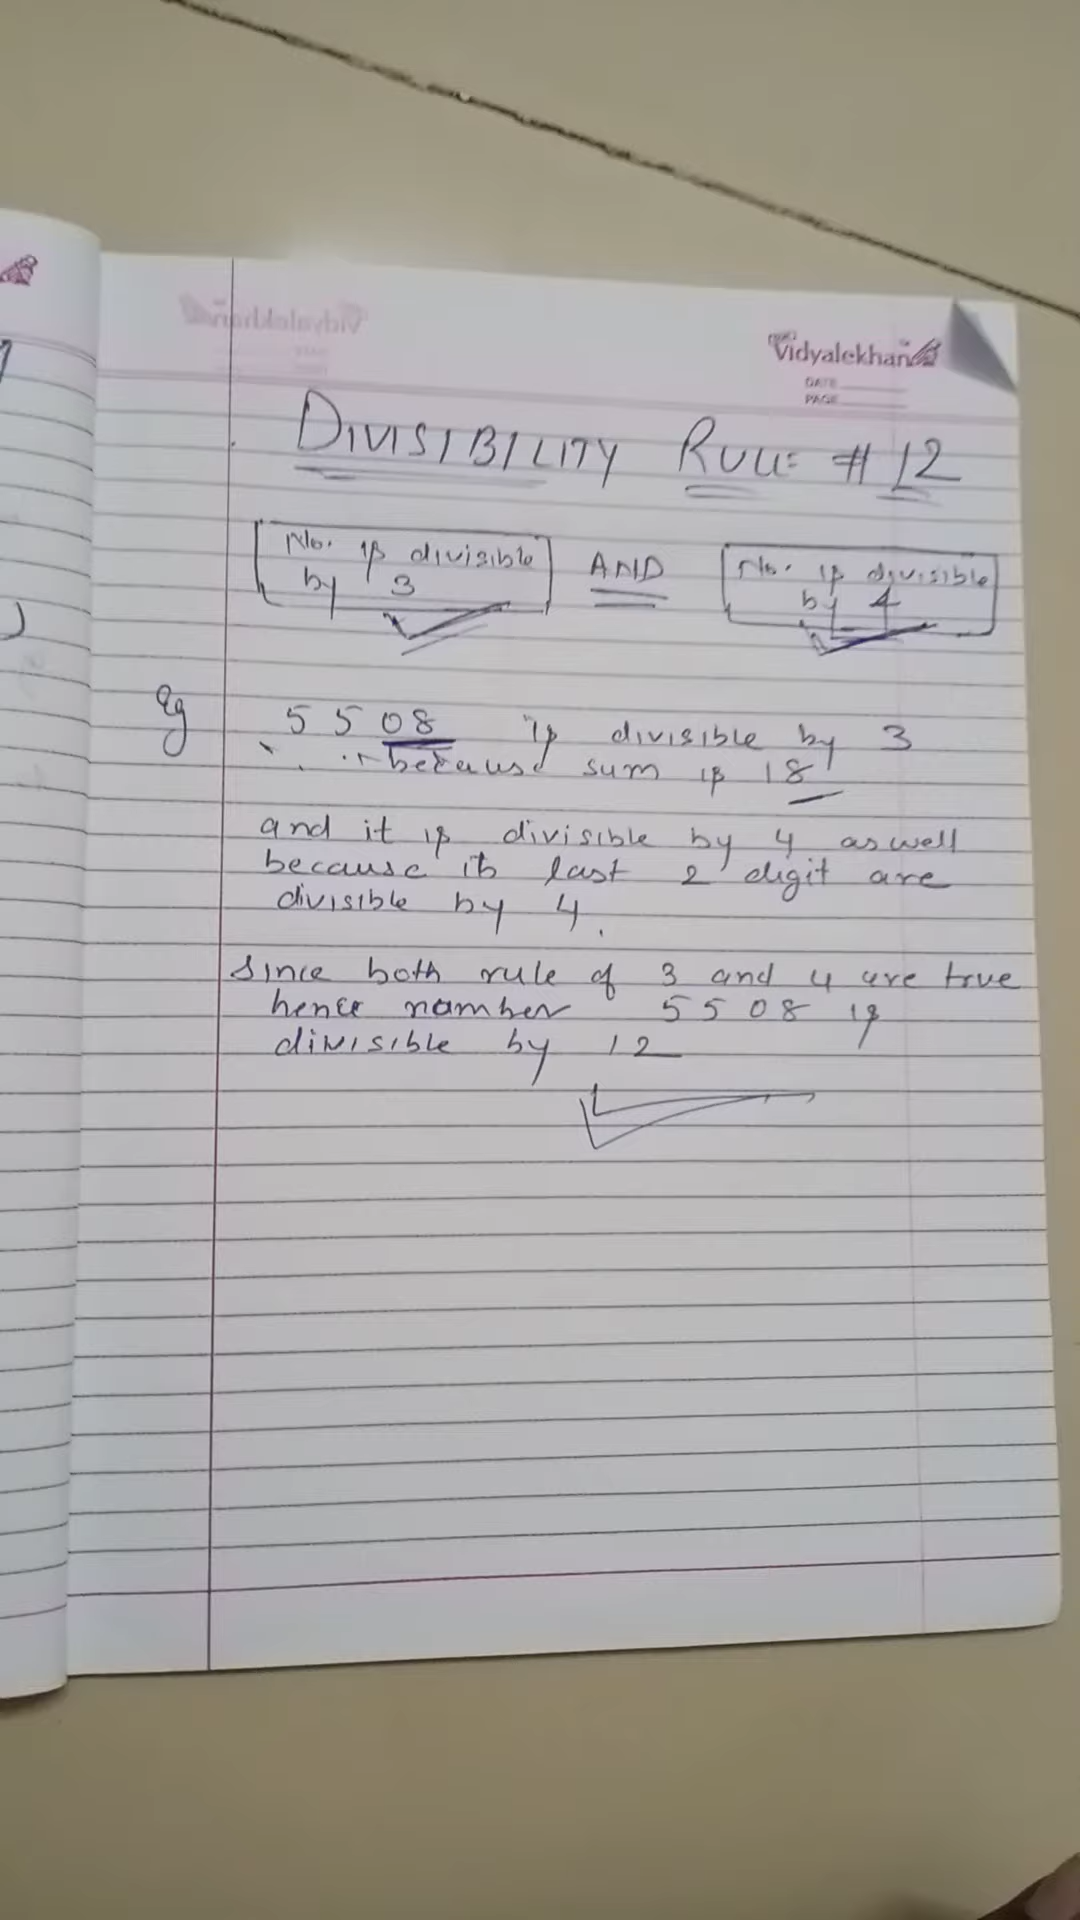 Vidyalekhan
DATE
PAGE
DIVISIBILITY RULE # 12
No. is divisible by 3
AND
No. is divisible by 4
eg
5 5 08 is divisible by 3
because sum is 18
and it is divisible by 4 as well
because its last 2 digit are
divisible by 4.
Since both rule of 3 and 4 are true
hence number 5508 is
divisible by 12